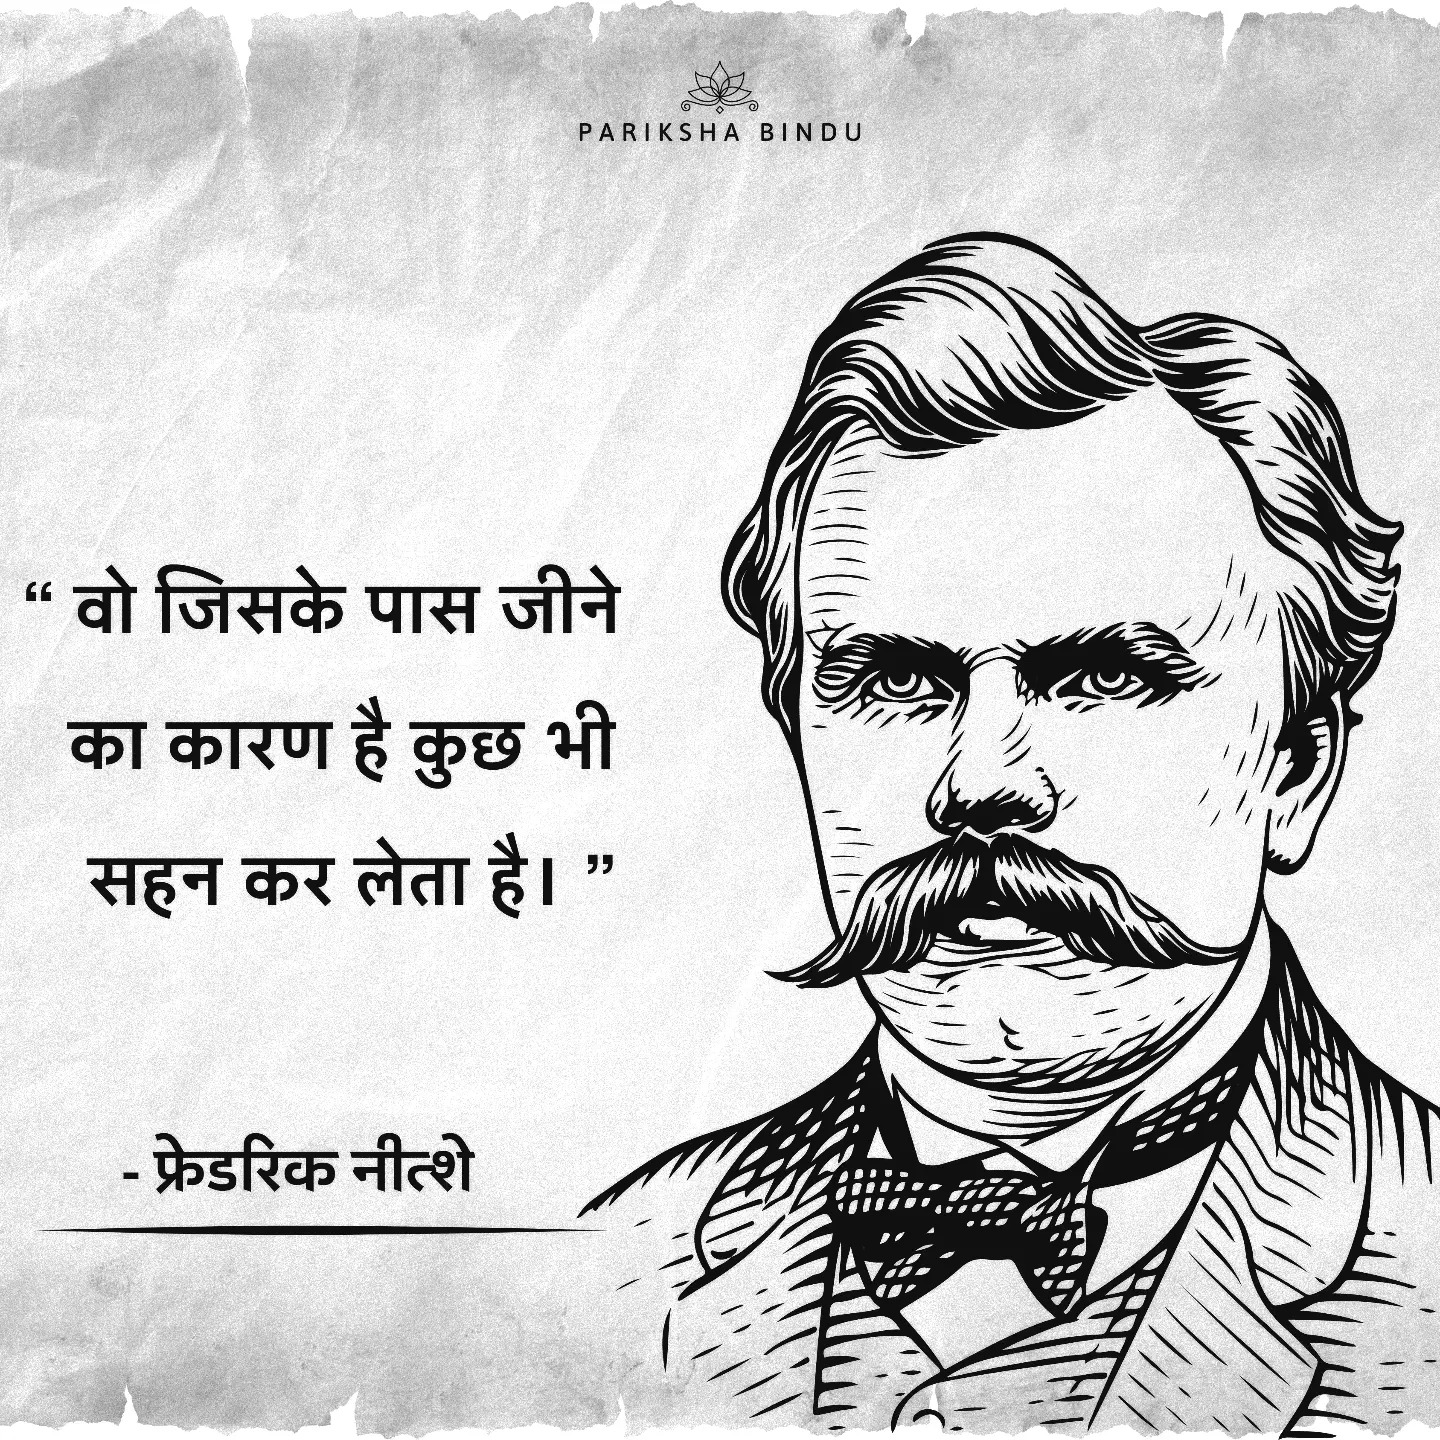 PARIKSHA BINDU
“ वो जिसके पास जीने
का कारण है कुछ भी
सहन कर लेता है। ”
- फ्रेडरिक नीत्शे